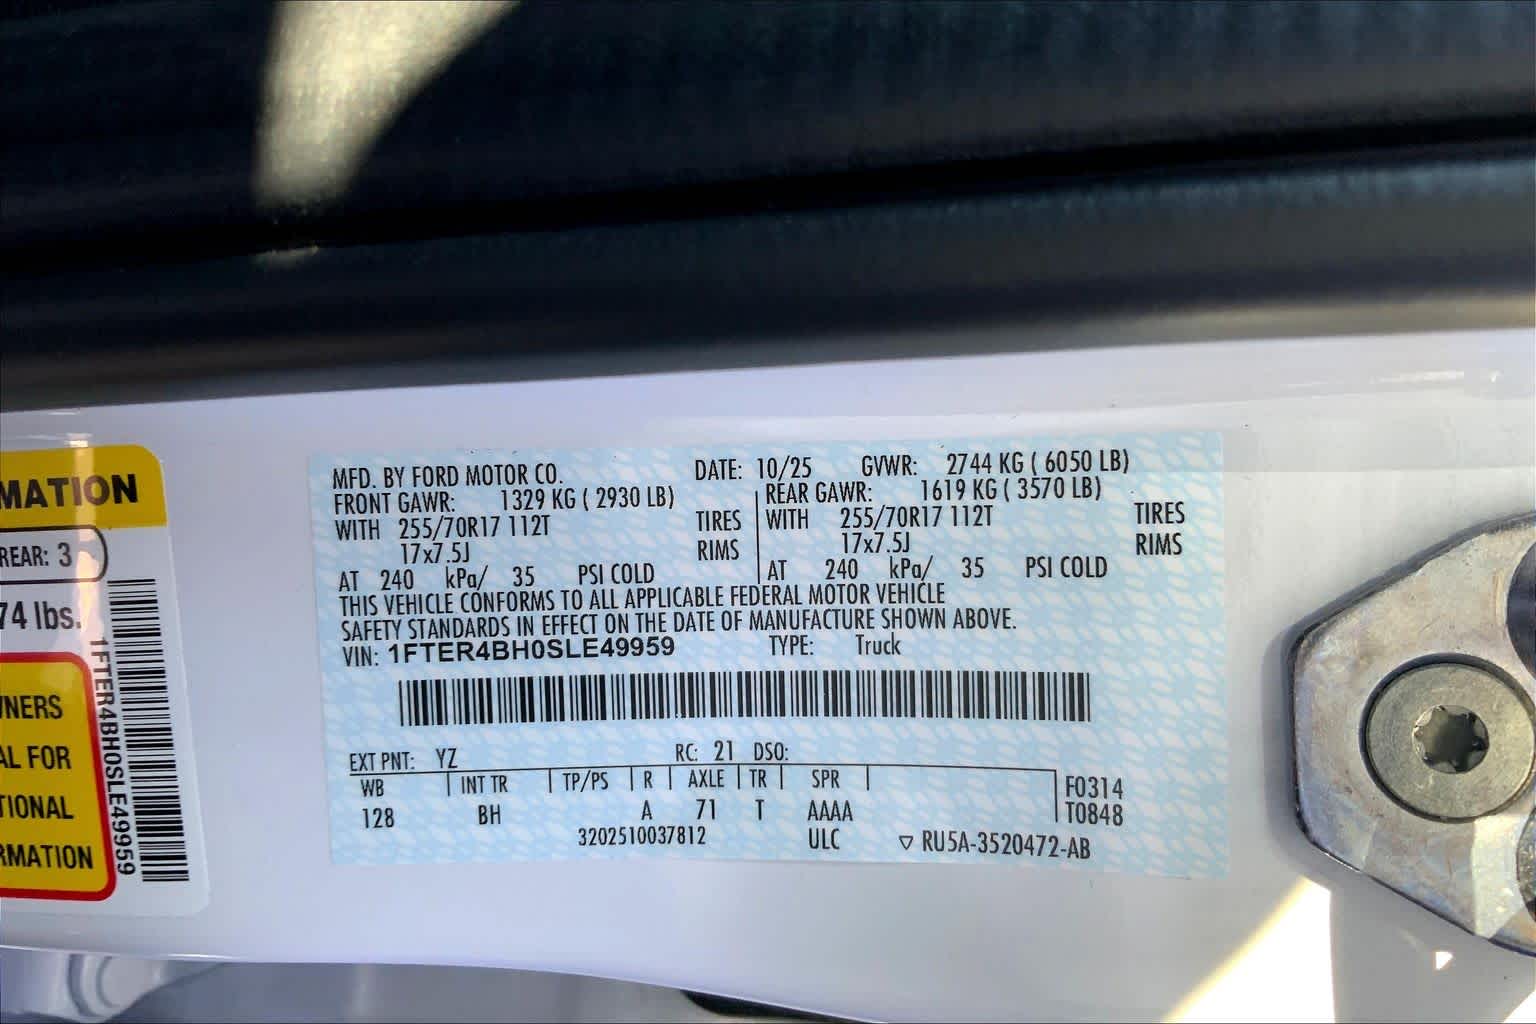 MATION
REAR: 3
74 lbs.
NERS
AL FOR
TIONAL
RMATION
1FTER4BH0SLE49959
MFD. BY FORD MOTOR CO. DATE: 10/25 GVWR: 2744 KG ( 6050 LB)
FRONT GAWR: 1329 KG ( 2930 LB) REAR GAWR: 1619 KG ( 3570 LB)
WITH 255/70R17 112T TIRES WITH 255/70R17 112T TIRES
17x7.5J RIMS 17x7.5J RIMS
AT 240 kPa/ 35 PSI COLD AT 240 kPa/ 35 PSI COLD
THIS VEHICLE CONFORMS TO ALL APPLICABLE FEDERAL MOTOR VEHICLE
SAFETY STANDARDS IN EFFECT ON THE DATE OF MANUFACTURE SHOWN ABOVE.
VIN: 1FTER4BH0SLE49959 TYPE: Truck
EXT PNT: YZ RC: 21 DSO:
WB INT TR TP/PS R AXLE TR SPR F0314
128 BH A 71 T AAAA T0848
3202510037812 ULC ▽ RU5A-3520472-AB